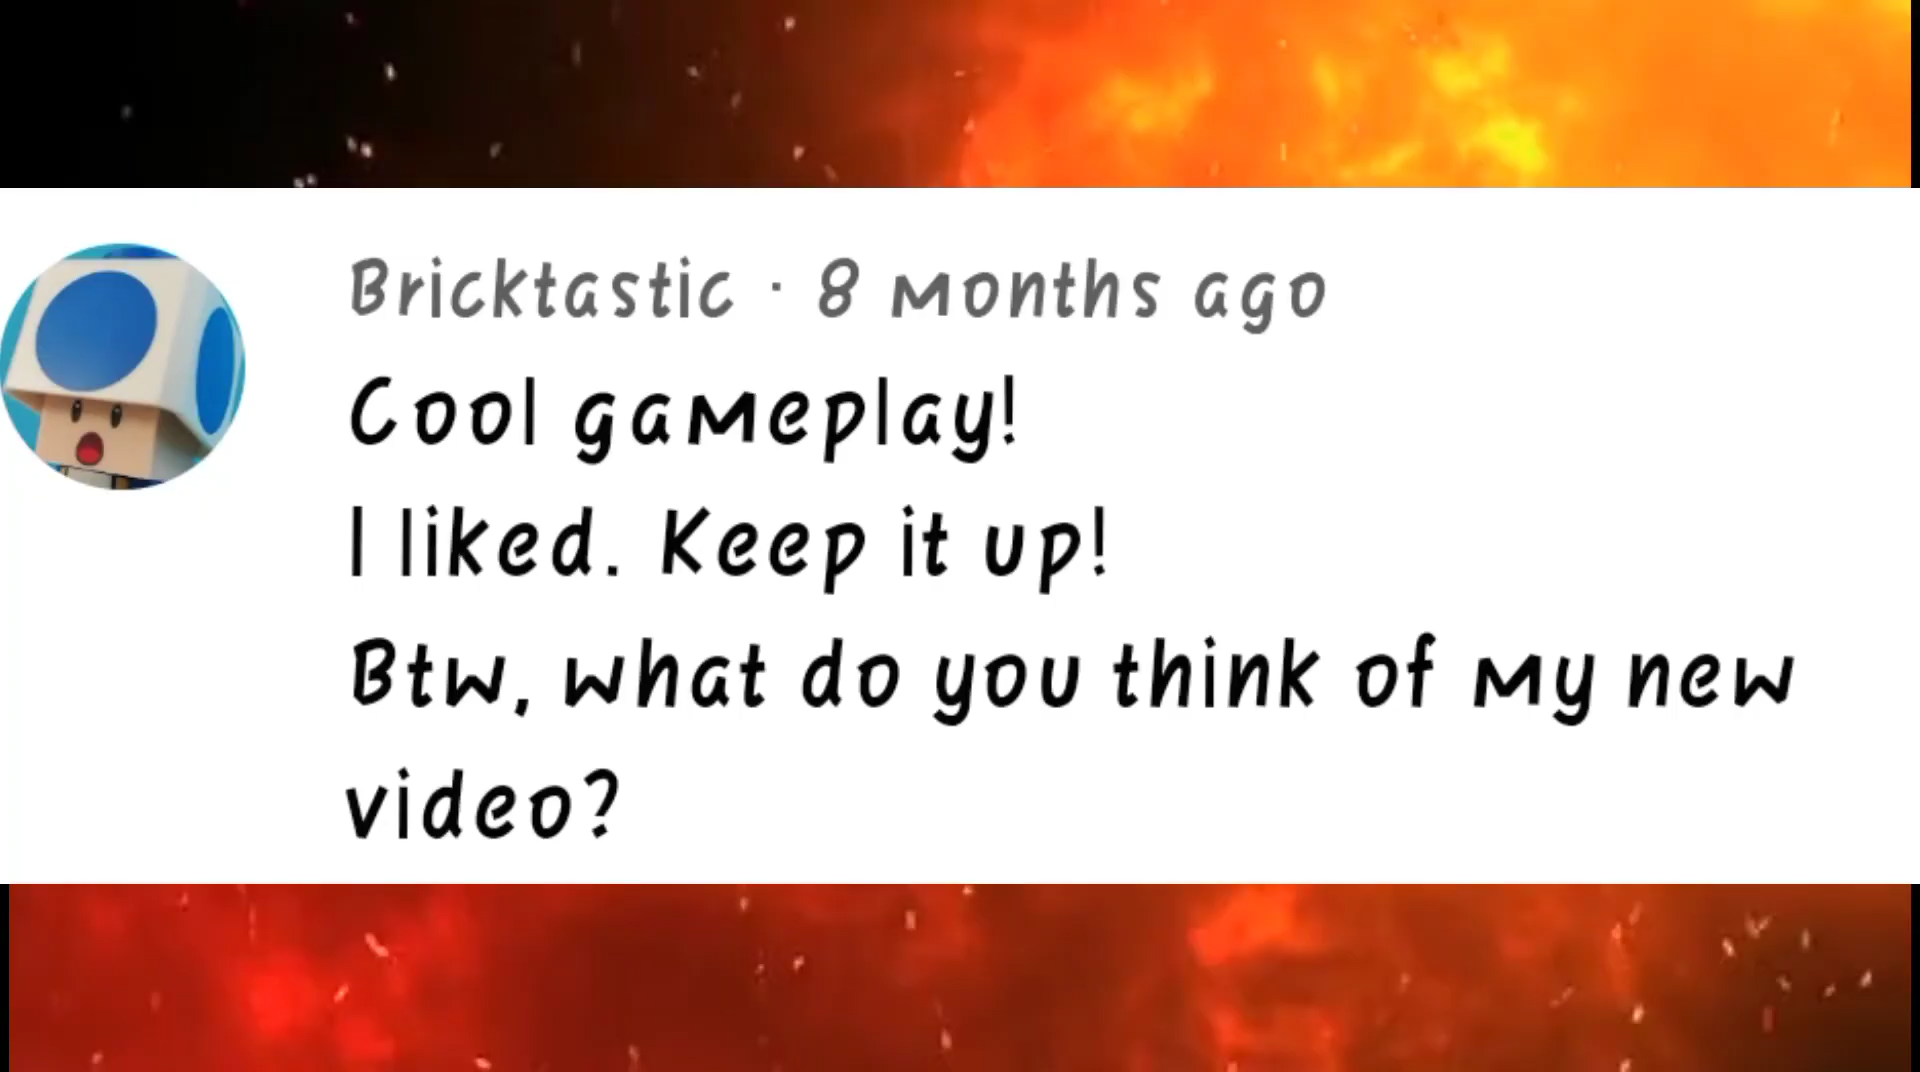 Bricktastic · 8 months ago
Cool gameplay!
I liked. Keep it up!
Btw, what do you think of my new
video?